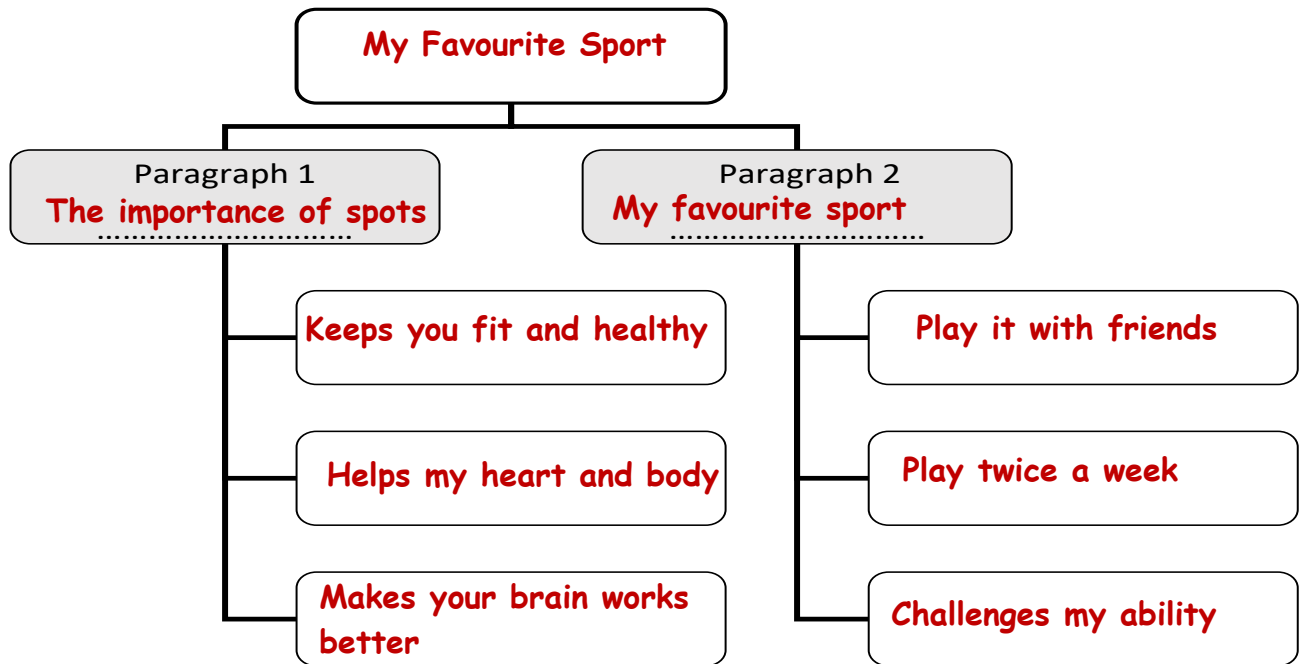 My Favourite Sport
Paragraph 1
The importance of spots
............................
Keeps you fit and healthy
Helps my heart and body
Makes your brain works
better
Paragraph 2
My favourite sport
............................
Play it with friends
Play twice a week
Challenges my ability